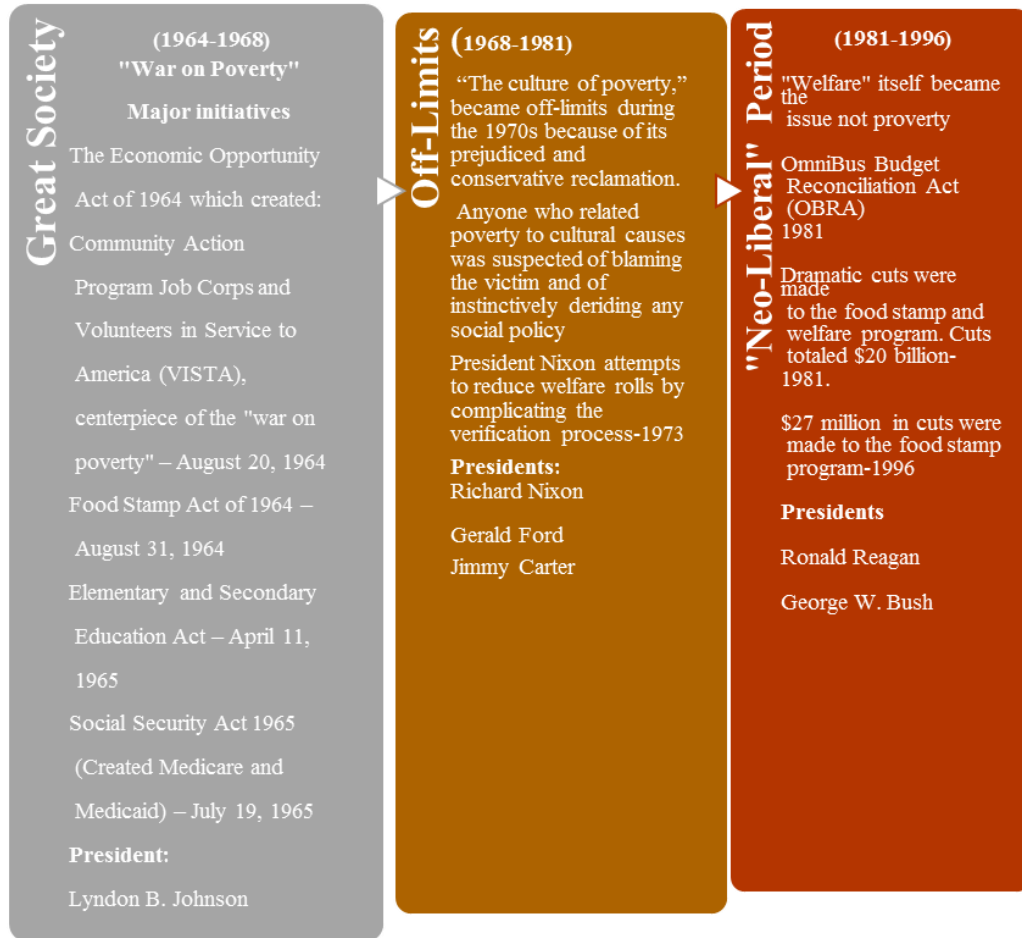 Great Society
(1964-1968)
"War on Poverty"
Major initiatives
The Economic Opportunity
Act of 1964 which created:
Community Action
Program Job Corps and
Volunteers in Service to
America (VISTA),
centerpiece of the "war on
poverty" – August 20, 1964
Food Stamp Act of 1964 –
August 31, 1964
Elementary and Secondary
Education Act – April 11,
1965
Social Security Act 1965
(Created Medicare and
Medicaid) – July 19, 1965
President:
Lyndon B. Johnson
Off-Limits
(1968-1981)
“The culture of poverty,”
became off-limits during
the 1970s because of its
prejudiced and
conservative reclamation.
Anyone who related
poverty to cultural causes
was suspected of blaming
the victim and of
instinctively deriding any
social policy
President Nixon attempts
to reduce welfare rolls by
complicating the
verification process-1973
Presidents:
Richard Nixon
Gerald Ford
Jimmy Carter
"Neo-Liberal" Period
(1981-1996)
"Welfare" itself became
the
issue not proverty
OmniBus Budget
Reconciliation Act
(OBRA)
1981
Dramatic cuts were
made
to the food stamp and
welfare program. Cuts
totaled $20 billion-
1981.
$27 million in cuts were
made to the food stamp
program-1996
Presidents
Ronald Reagan
George W. Bush